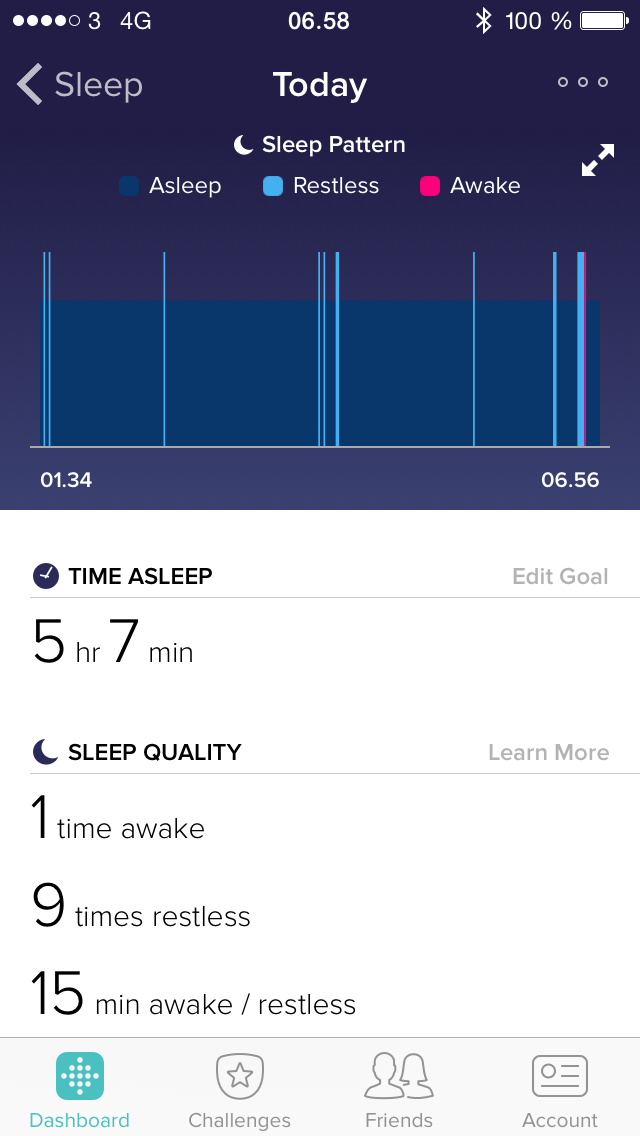 3 4G 06.58 100 %
Sleep Today
Sleep Pattern
Asleep Restless Awake
01.34 06.56
TIME ASLEEP Edit Goal
5 hr 7 min
SLEEP QUALITY Learn More
1 time awake
9 times restless
15 min awake / restless
Dashboard Challenges Friends Account